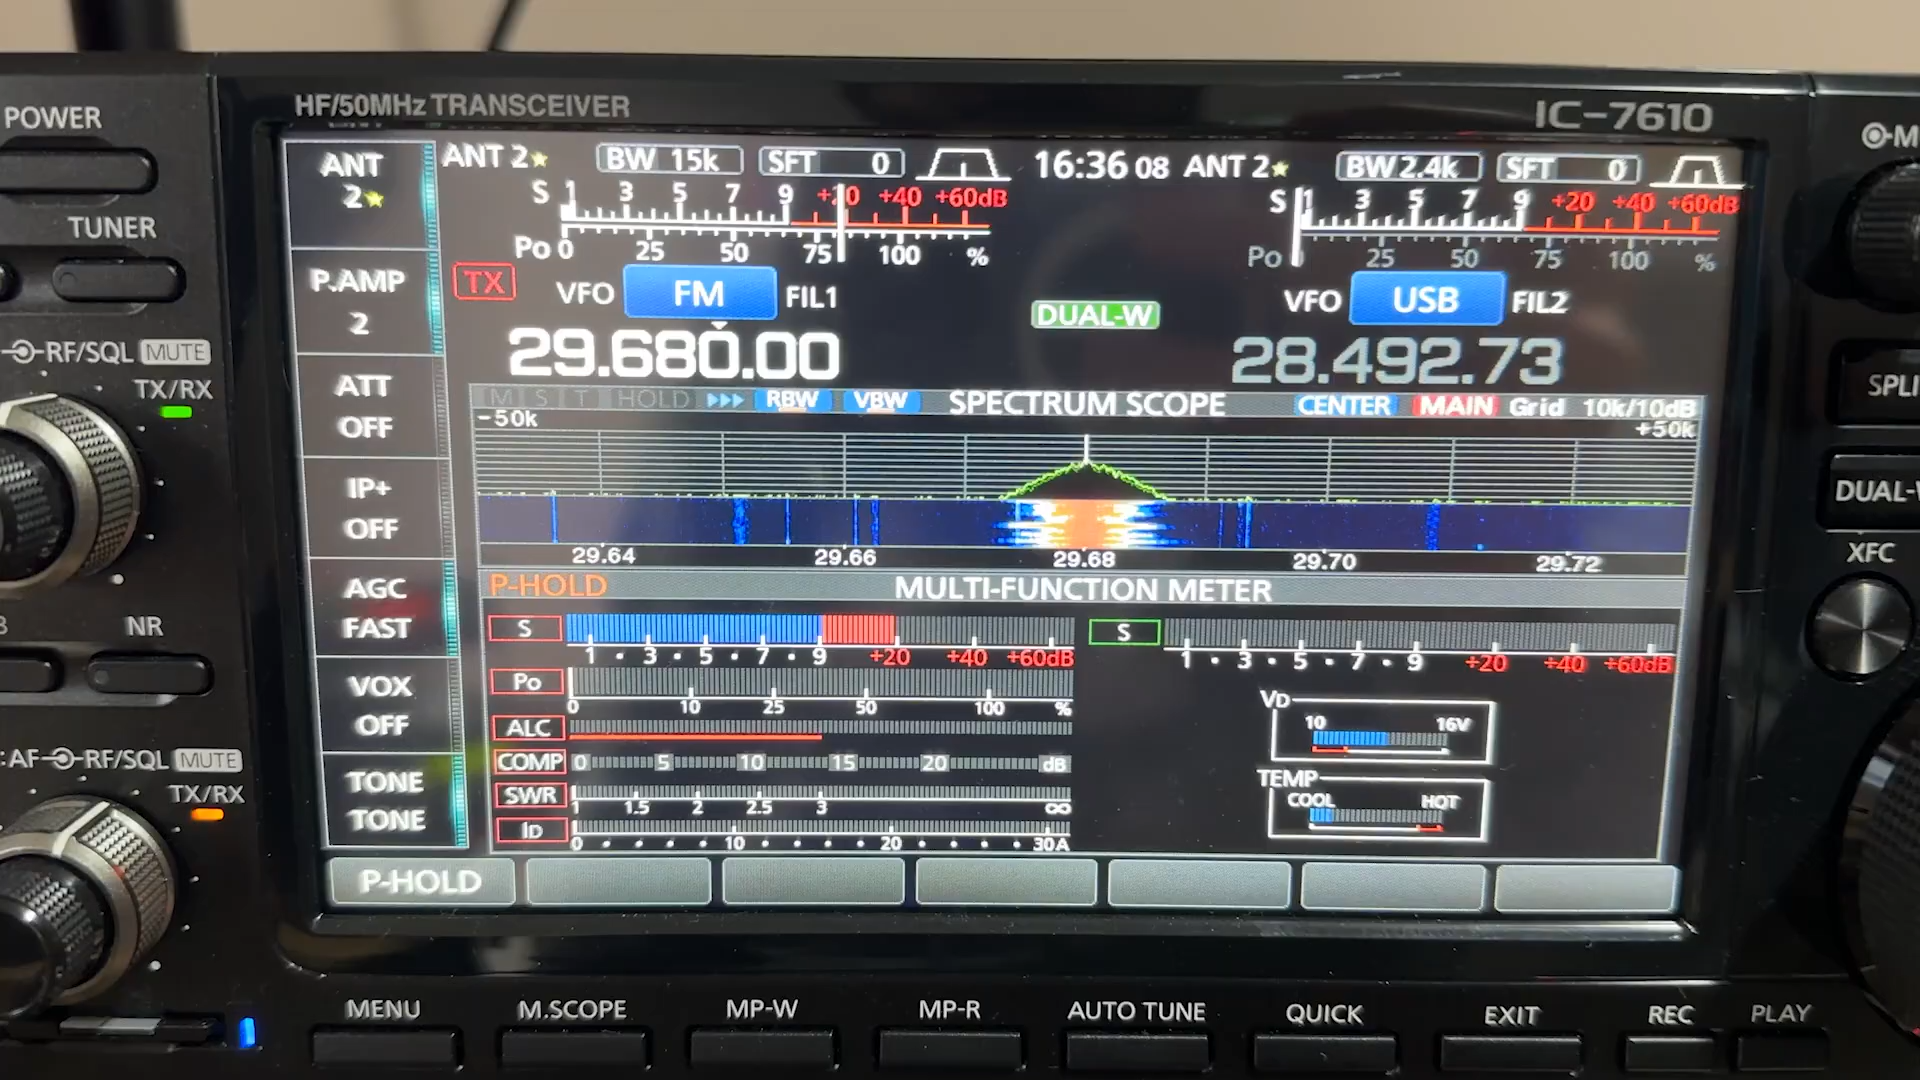 HF/50MHz TRANSCEIVER
IC-7610
POWER
TUNER
RF/SQL MUTE
TX/RX
NR
AF RF/SQL MUTE
TX/RX
ANT
2
P.AMP
2
ATT
OFF
IP+
OFF
AGC
FAST
VOX
OFF
TONE
TONE
ANT 2 BW 15k SFT 0
16:36 08
ANT 2 BW 2.4k SFT 0
S 1 3 5 7 9 +20 +40 +60dB
Po 0 25 50 75 100 %
S 1 3 5 7 9 +20 +40 +60dB
Po 0 25 50 75 100 %
TX VFO FM FIL1
DUAL-W
VFO USB FIL2
29.680.00
28.492.73
M S T HOLD RBW VBW SPECTRUM SCOPE CENTER MAIN Grid 10k/10dB
-50k
+50k
29.64 29.66 29.68 29.70 29.72
P-HOLD MULTI-FUNCTION METER
S
1 3 5 7 9 +20 +40 +60dB
S
1 3 5 7 9 +20 +40 +60dB
Po
0 10 25 50 100 %
ALC
COMP 0 5 10 15 20 dB
SWR
1 1.5 2 2.5 3 ∞
ID
0 10 20 30A
VD
10 16V
TEMP
COOL HOT
P-HOLD
MENU M.SCOPE MP-W MP-R AUTO TUNE QUICK EXIT REC PLAY
XFC